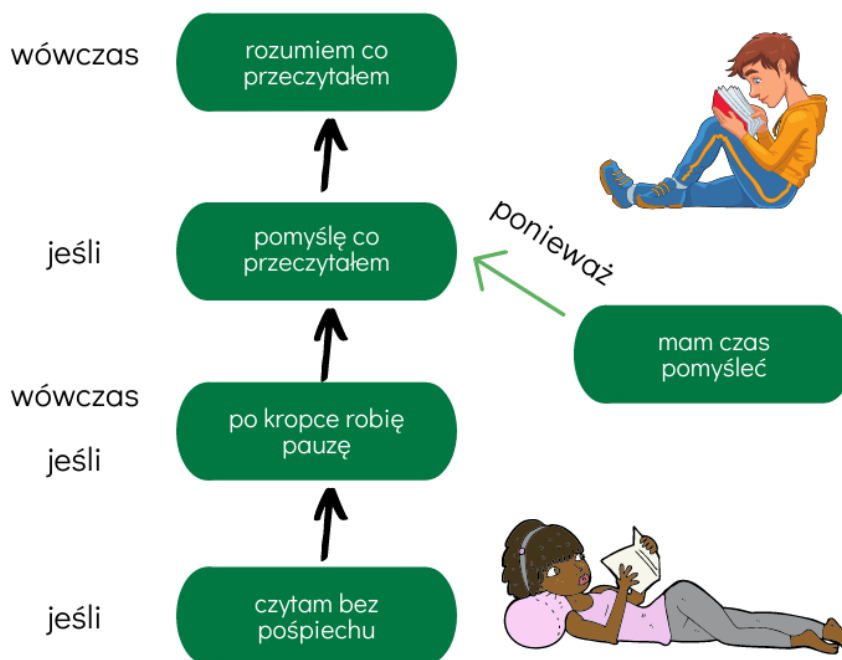 wówczas
rozumiem co
przeczytałem
jeśli
pomyślę co
przeczytałem
ponieważ
mam czas
pomyśleć
wówczas
jeśli
po kropce robię
pauzę
jeśli
czytam bez
pośpiechu